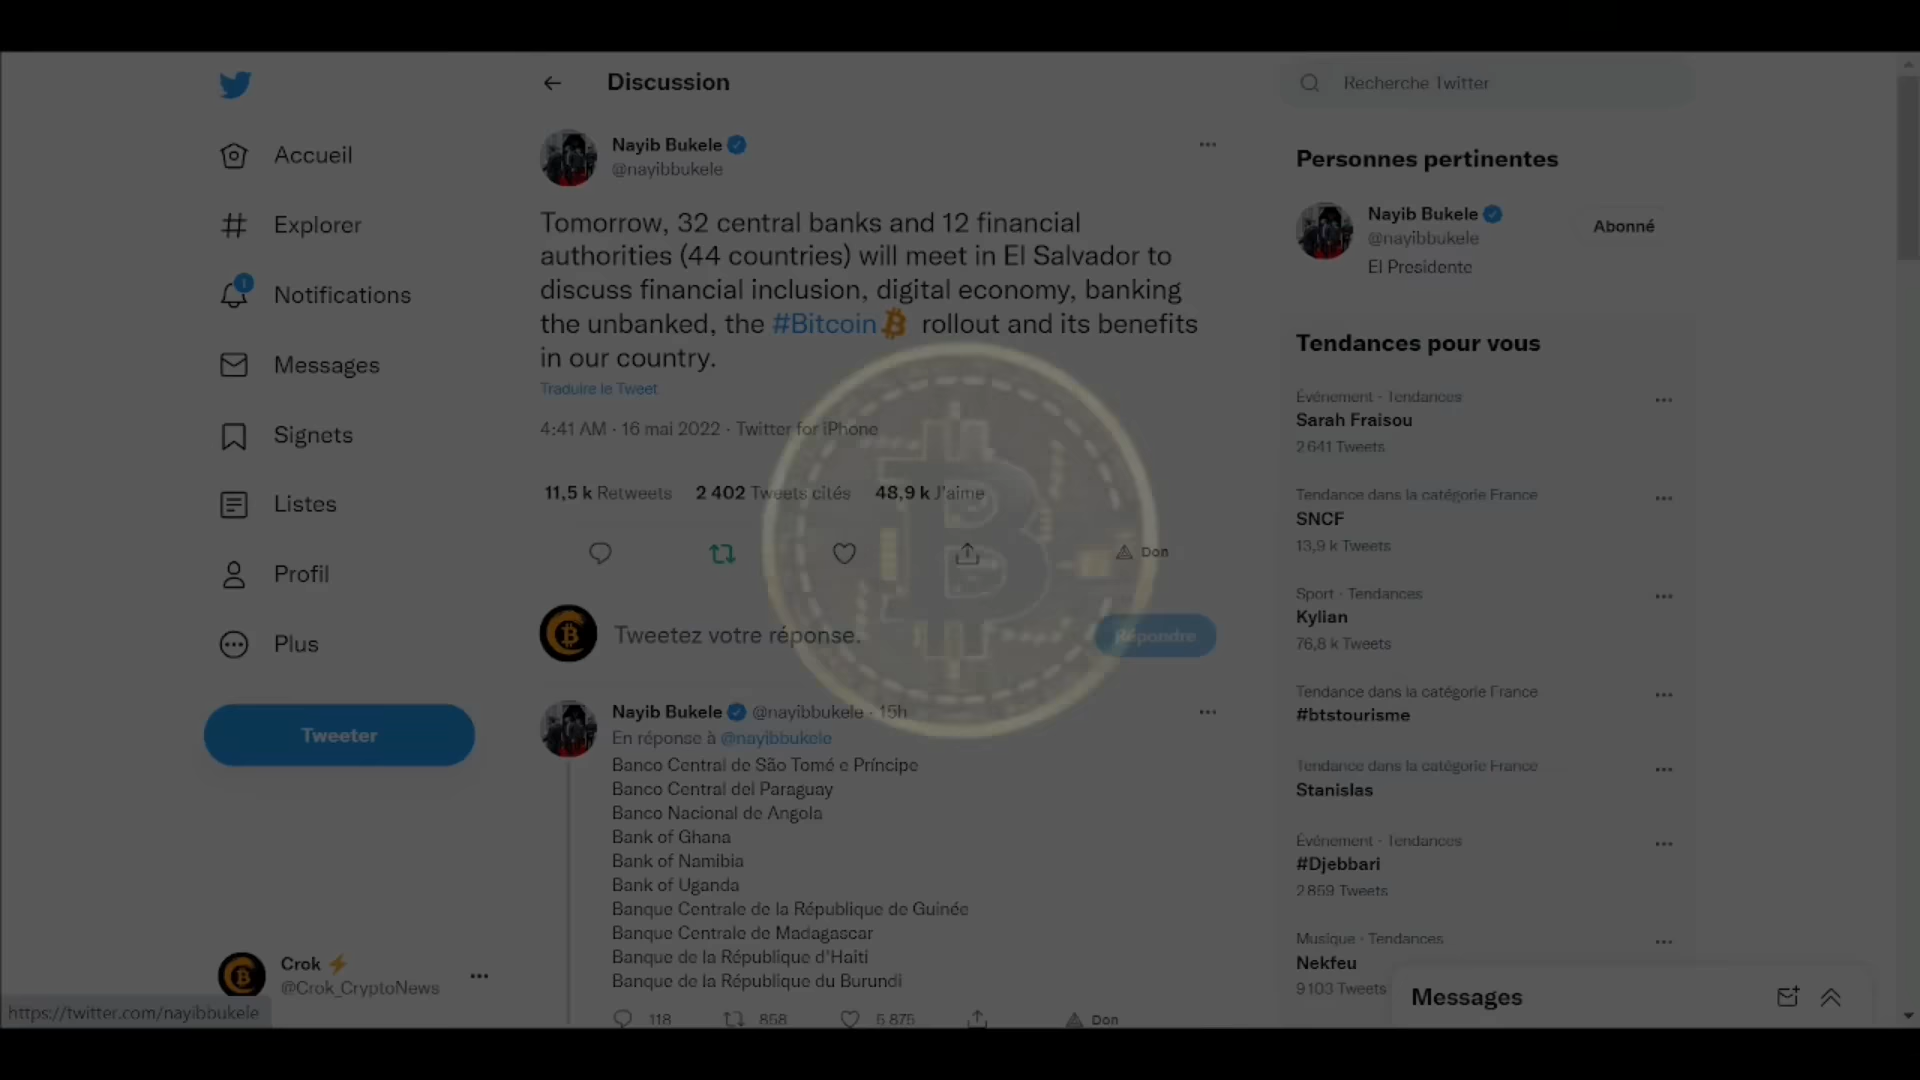 Discussion
Recherche Twitter
Accueil
Explorer
1
Notifications
Messages
Signets
Listes
Profil
Plus
Tweeter
Crok ⚡
@Crok_CryptoNews
https://twitter.com/nayibbukele
Nayib Bukele
@nayibbukele
Tomorrow, 32 central banks and 12 financial
authorities (44 countries) will meet in El Salvador to
discuss financial inclusion, digital economy, banking
the unbanked, the #Bitcoin rollout and its benefits
in our country.
Traduire le Tweet
4:41 AM · 16 mai 2022 · Twitter for iPhone
11,5 k Retweets 2 402 Tweets cités 48,9 k J'aime
Don
Tweetez votre réponse.
Répondre
Nayib Bukele @nayibbukele · 15h
En réponse à @nayibbukele
Banco Central de São Tomé e Príncipe
Banco Central del Paraguay
Banco Nacional de Angola
Bank of Ghana
Bank of Namibia
Bank of Uganda
Banque Centrale de la République de Guinée
Banque Centrale de Madagascar
Banque de la République d'Haiti
Banque de la République du Burundi
118 858 5 875 Don
Personnes pertinentes
Nayib Bukele
@nayibbukele
Abonné
El Presidente
Tendances pour vous
Événement · Tendances
Sarah Fraisou
2 641 Tweets
Tendance dans la catégorie France
SNCF
13,9 k Tweets
Sport · Tendances
Kylian
76,8 k Tweets
Tendance dans la catégorie France
#btstourisme
Tendance dans la catégorie France
Stanislas
Événement · Tendances
#Djebbari
2 859 Tweets
Musique · Tendances
Nekfeu
9 103 Tweets
Messages